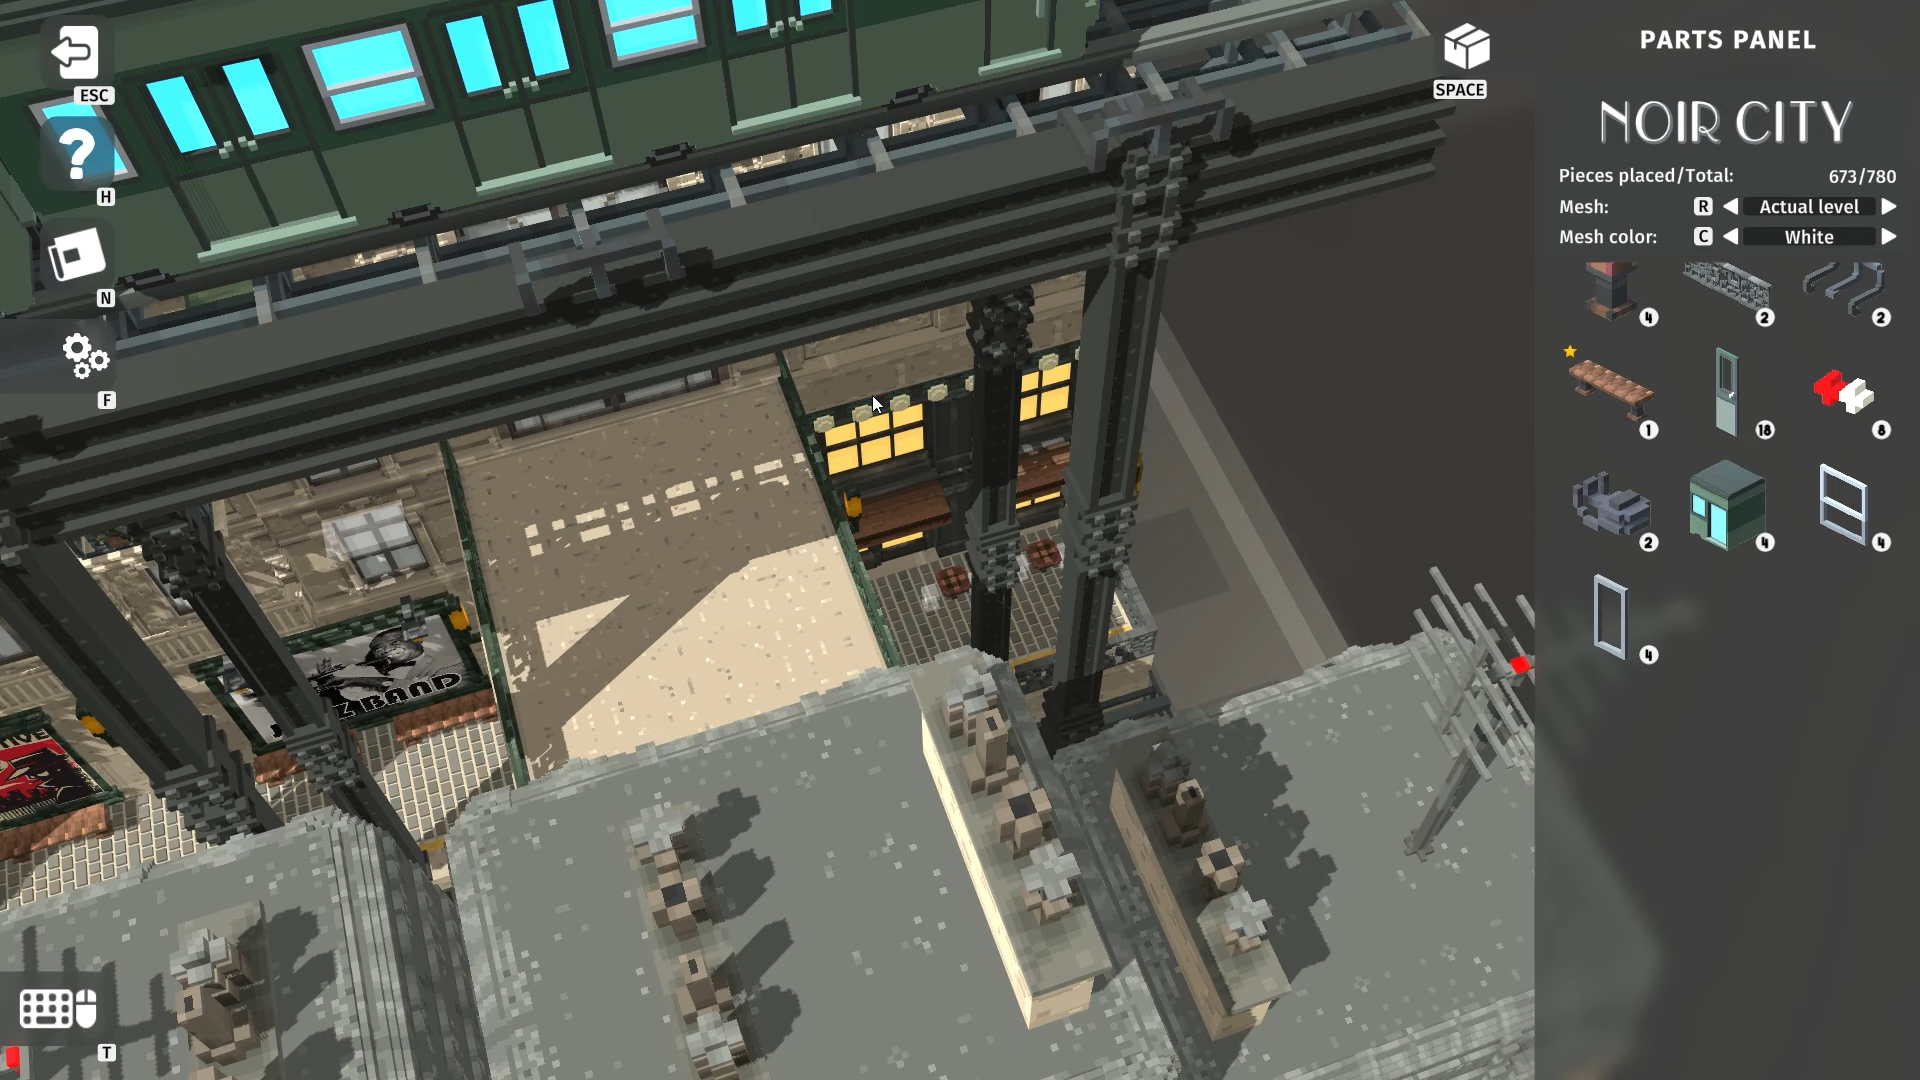 ESC
SPACE
PARTS PANEL
NOIR CITY
Pieces placed/Total: 673/780
Mesh: R Actual level
Mesh color: C White
?
H
N
F
T
4
2
2
1
18
8
2
4
4
4
Z BAND
TIVE